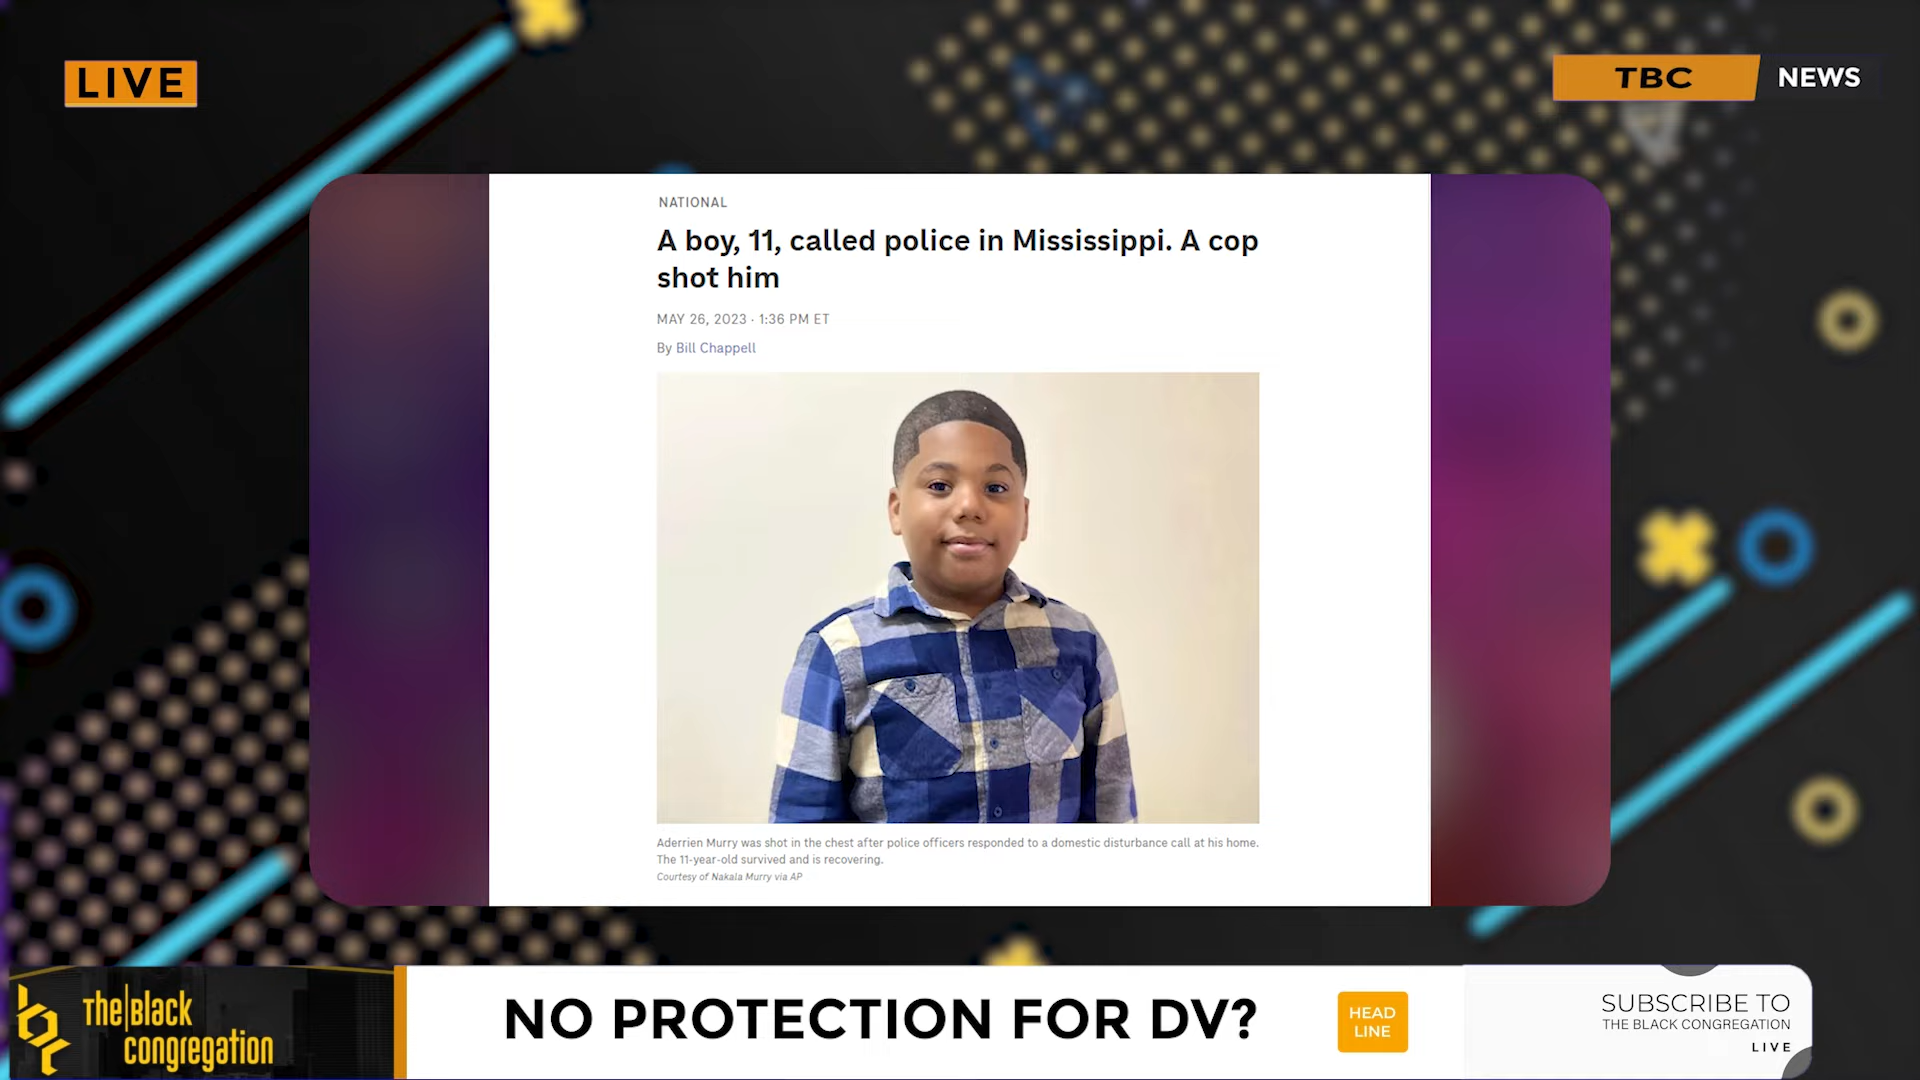 LIVE
TBC NEWS
NATIONAL
A boy, 11, called police in Mississippi. A cop
shot him
MAY 26, 2023 · 1:36 PM ET
By Bill Chappell
Aderrien Murry was shot in the chest after police officers responded to a domestic disturbance call at his home.
The 11-year-old survived and is recovering.
Courtesy of Nakala Murry via AP
bc
The Black
congregation
NO PROTECTION FOR DV?
HEAD
LINE
SUBSCRIBE TO
THE BLACK CONGREGATION
LIVE